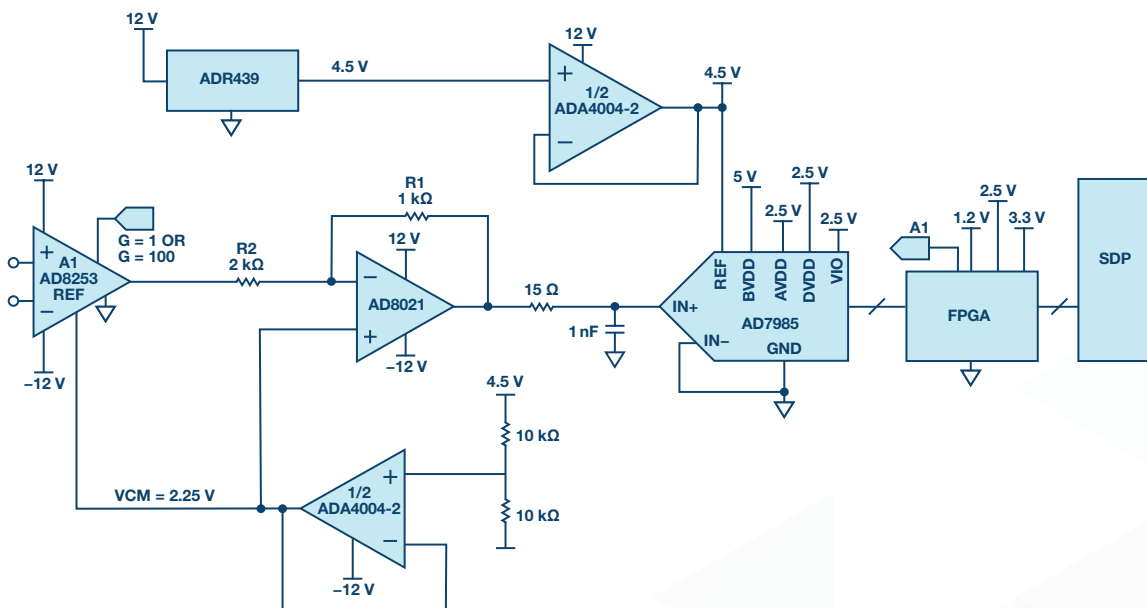 12 V
ADR439
4.5 V
12 V
+
1/2
ADA4004-2
−
4.5 V
12 V
G = 1 OR
G = 100
+
A1
AD8253
REF
−
−12 V
R2
2 kΩ
R1
1 kΩ
12 V
−
AD8021
+
−12 V
15 Ω
1 nF
5 V
2.5 V
2.5 V
2.5 V
REF
BVDD
AVDD
DVDD
VIO
IN+
IN−
AD7985
GND
A1
1.2 V
2.5 V
3.3 V
FPGA
SDP
4.5 V
10 kΩ
10 kΩ
VCM = 2.25 V
+
1/2
ADA4004-2
−
−12 V